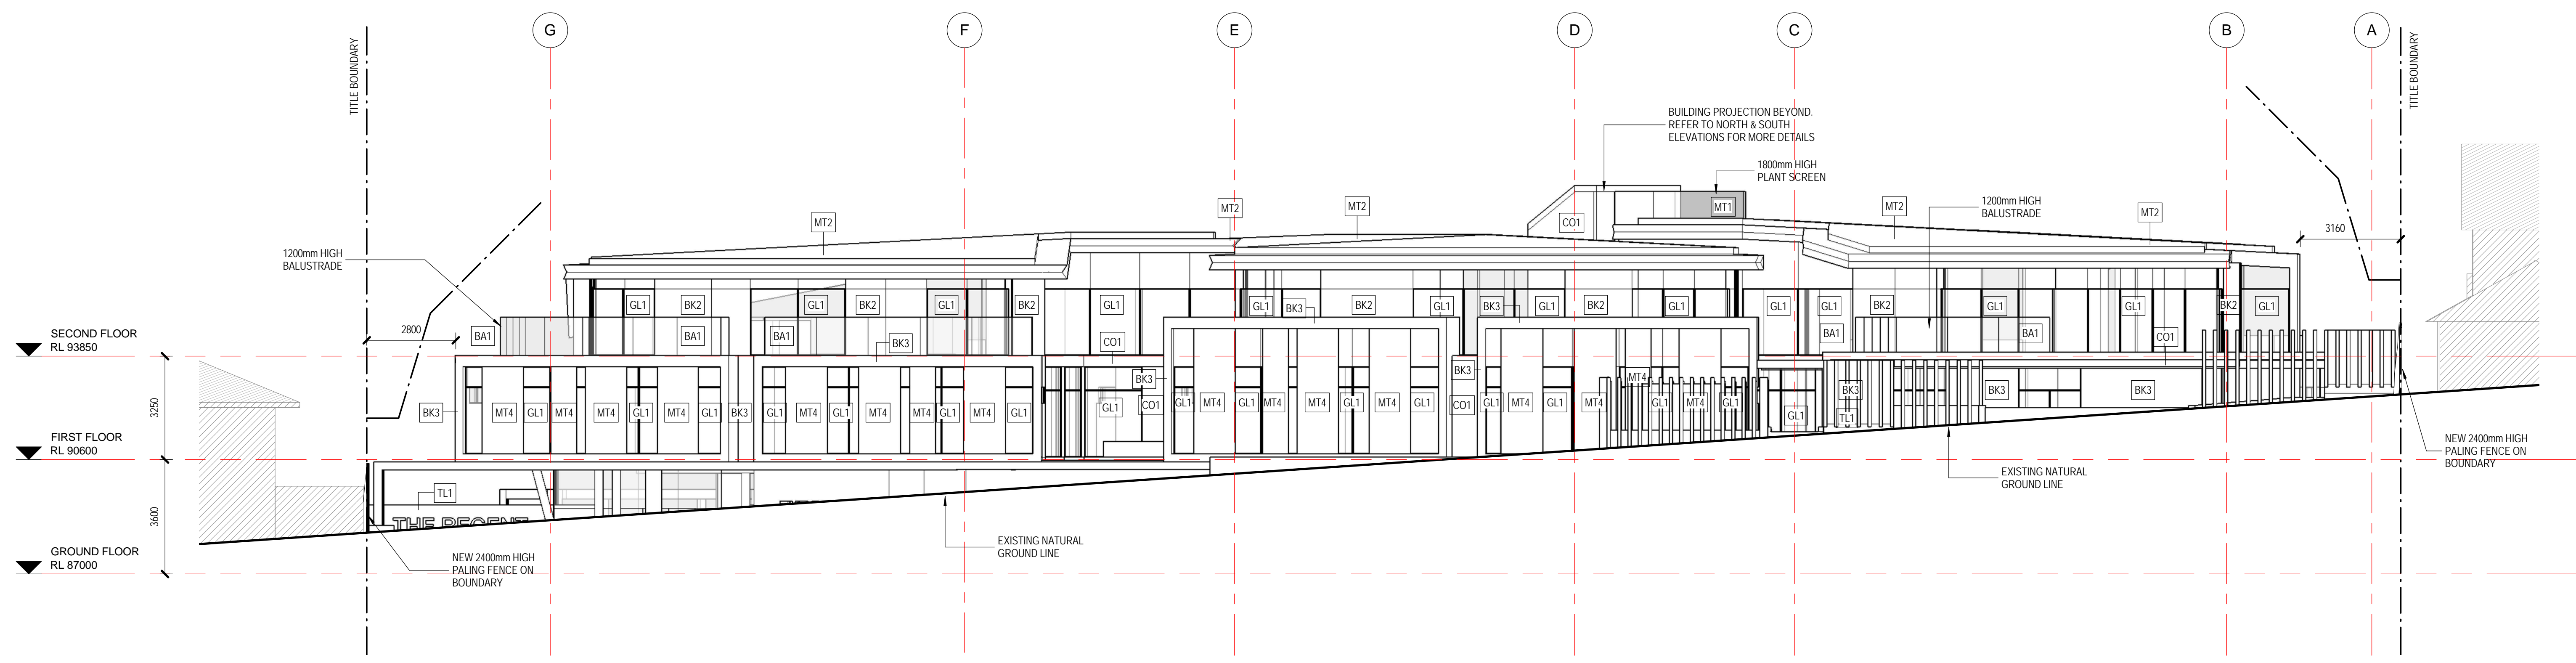 G
F
E
D
C
B
A
TITLE BOUNDARY
TITLE BOUNDARY
BUILDING PROJECTION BEYOND.
REFER TO NORTH & SOUTH
ELEVATIONS FOR MORE DETAILS
1800mm HIGH
PLANT SCREEN
1200mm HIGH
BALUSTRADE
1200mm HIGH
BALUSTRADE
MT2
MT2
MT2
CO1
MT1
MT2
MT2
3160
2800
SECOND FLOOR
RL 93850
3250
FIRST FLOOR
RL 90600
3600
GROUND FLOOR
RL 87000
GL1
BK2
GL1
BK2
GL1
BK2
GL1
GL1
BK3
BK2
GL1
BK3
GL1
BK2
GL1
GL1
GL1
BK2
GL1
GL1
BK2
GL1
BA1
BA1
BA1
BK3
CO1
BA1
BA1
CO1
BK3
BK3
MT4
BK3
BK3
BK3
BK3
MT4
GL1
MT4
MT4
GL1
MT4
GL1
BK3
GL1
MT4
GL1
MT4
MT4
GL1
MT4
GL1
GL1
CO1
GL1
MT4
GL1
MT4
MT4
GL1
MT4
GL1
CO1
GL1
MT4
GL1
MT4
GL1
MT4
GL1
GL1
TL1
TL1
THE REGENT
NEW 2400mm HIGH
PALING FENCE ON
BOUNDARY
EXISTING NATURAL
GROUND LINE
EXISTING NATURAL
GROUND LINE
NEW 2400mm HIGH
PALING FENCE ON
BOUNDARY